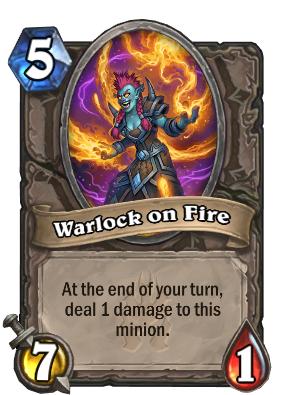 5
Warlock on Fire
At the end of your turn,
deal 1 damage to this
minion.
7
1